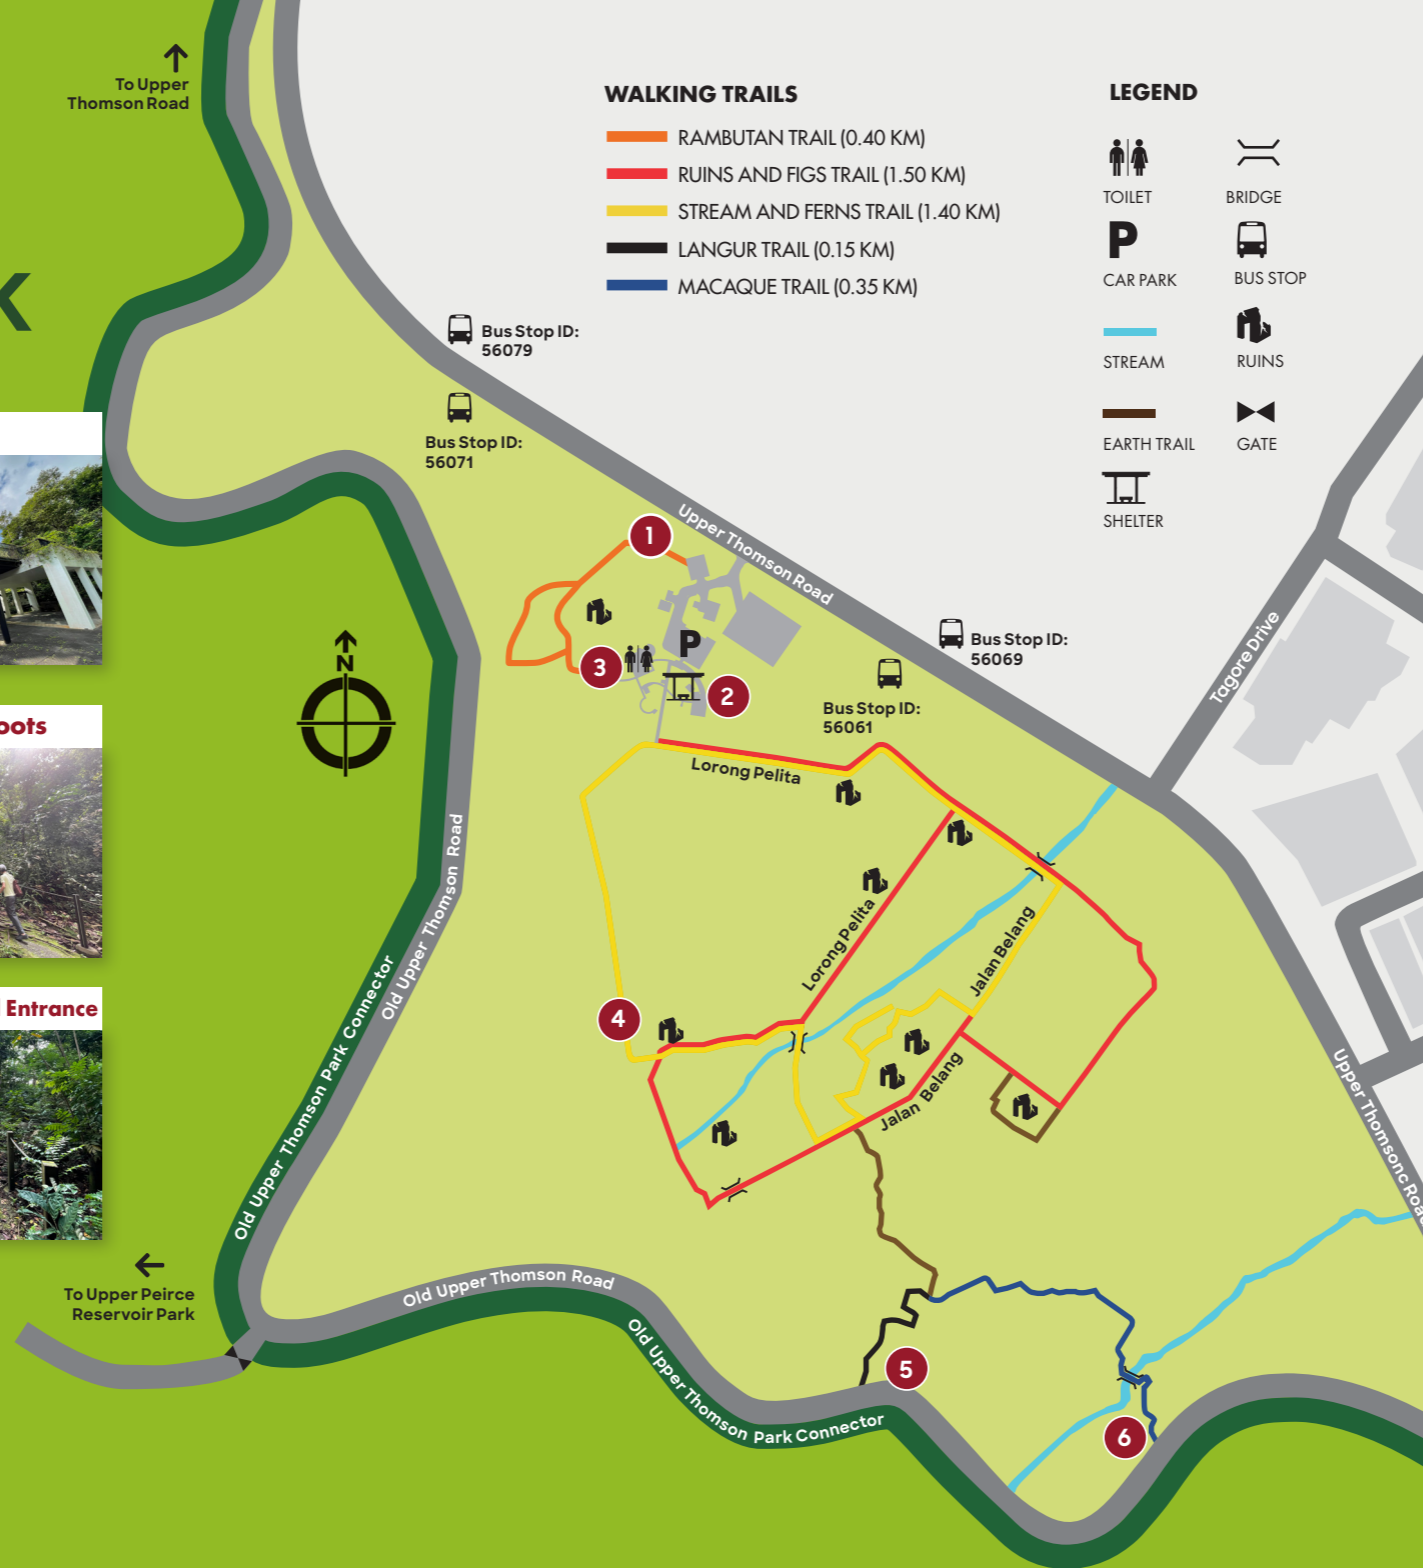 To Upper
Thomson Road
K
WALKING TRAILS
RAMBUTAN TRAIL (0.40 KM)
RUINS AND FIGS TRAIL (1.50 KM)
STREAM AND FERNS TRAIL (1.40 KM)
LANGUR TRAIL (0.15 KM)
MACAQUE TRAIL (0.35 KM)
LEGEND
TOILET
BRIDGE
P
CAR PARK
BUS STOP
STREAM
RUINS
EARTH TRAIL
GATE
SHELTER
Bus Stop ID:
56079
Bus Stop ID:
56071
Upper Thomson Road
1
P
3
2
N
Bus Stop ID:
56069
Bus Stop ID:
56061
Tagore Drive
oots
Lorong Pelita
Lorong Pelita
Jalan Belang
Jalan Belang
4
Entrance
Old Upper Thomson Road
Old Upper Thomson Park Connector
Upper Thomsonc Roa
To Upper Peirce
Reservoir Park
Old Upper Thomson Road
Old Upper Thomson Park Connector
5
6